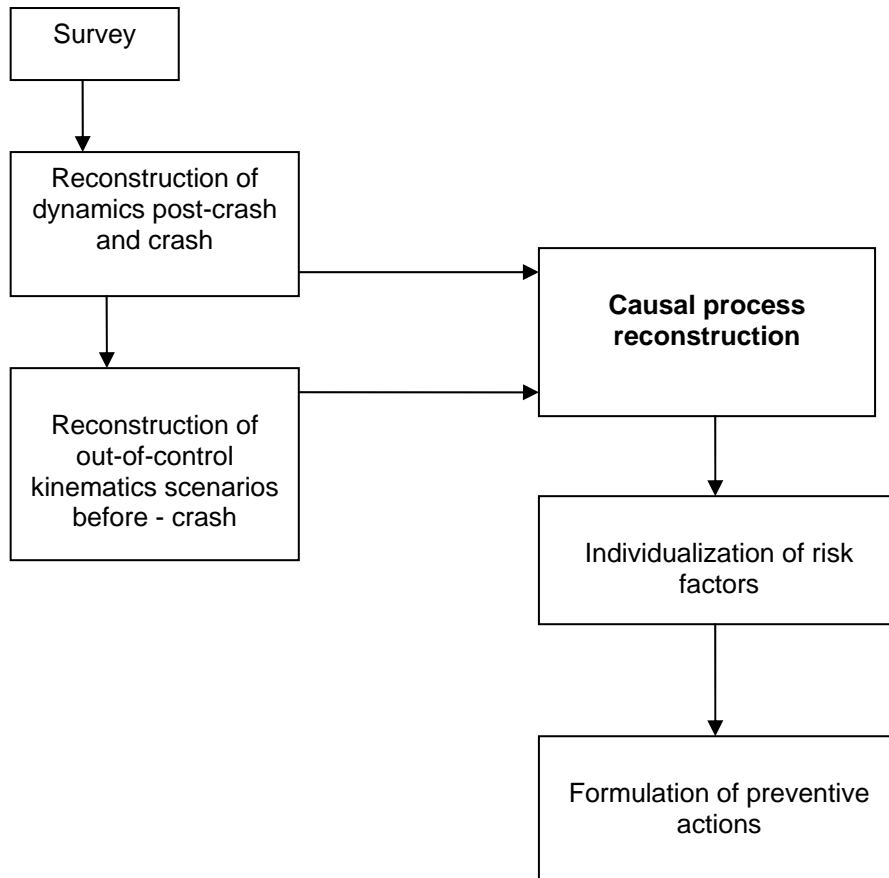 Survey
Reconstruction of
dynamics post-crash
and crash
Causal process
reconstruction
Reconstruction of
out-of-control
kinematics scenarios
before - crash
Individualization of risk
factors
Formulation of preventive
actions